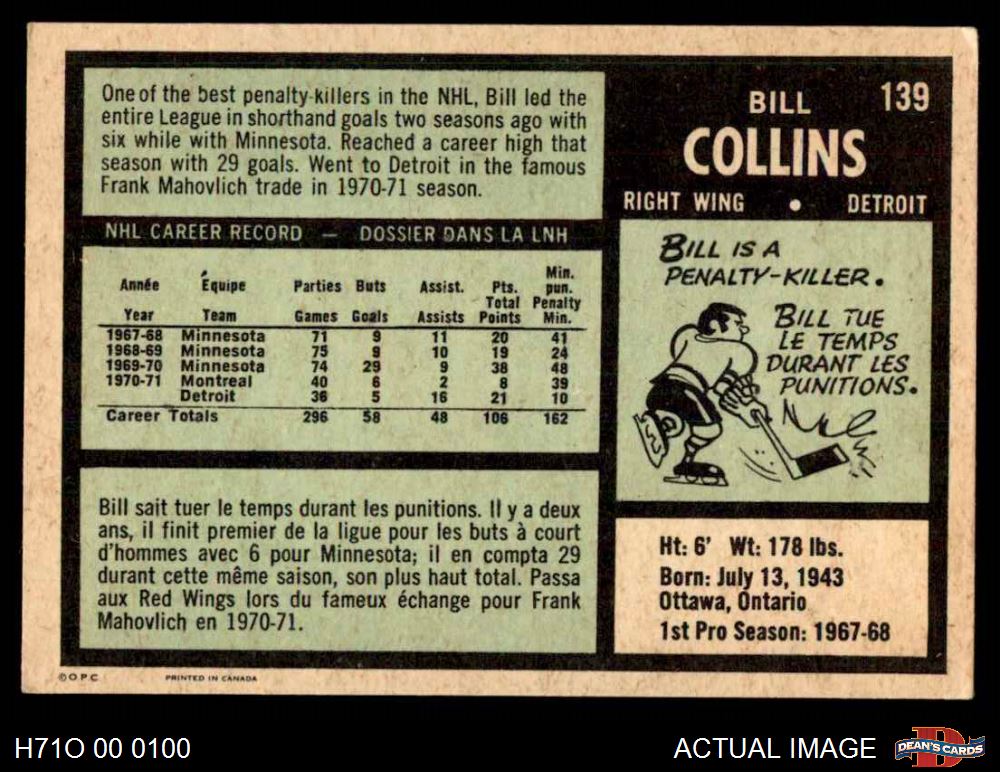 One of the best penalty-killers in the NHL, Bill led the
entire League in shorthand goals two seasons ago with
six while with Minnesota. Reached a career high that
season with 29 goals. Went to Detroit in the famous
Frank Mahovlich trade in 1970-71 season.
139
BILL
COLLINS
RIGHT WING • DETROIT
NHL CAREER RECORD — DOSSIER DANS LA LNH
Année Équipe Parties Buts Assist. Pts. Min. pun.
Year Team Games Goals Assists Total Points Penalty Min.
1967-68 Minnesota 71 9 11 20 41
1968-69 Minnesota 75 9 10 19 24
1969-70 Minnesota 74 29 9 38 48
1970-71 Montreal 40 6 2 8 39
Detroit 36 5 16 21 10
Career Totals 296 58 48 106 162
BILL IS A
PENALTY-KILLER.
BILL TUE
LE TEMPS
DURANT LES
PUNITIONS.
Bill sait tuer le temps durant les punitions. Il y a deux
ans, il finit premier de la ligue pour les buts à court
d'hommes avec 6 pour Minnesota; il en compta 29
durant cette même saison, son plus haut total. Passa
aux Red Wings lors du fameux échange pour Frank
Mahovlich en 1970-71.
Ht: 6' Wt: 178 lbs.
Born: July 13, 1943
Ottawa, Ontario
1st Pro Season: 1967-68
© O P C PRINTED IN CANADA
H71O 00 0100
ACTUAL IMAGE
D
DEAN'S CARDS